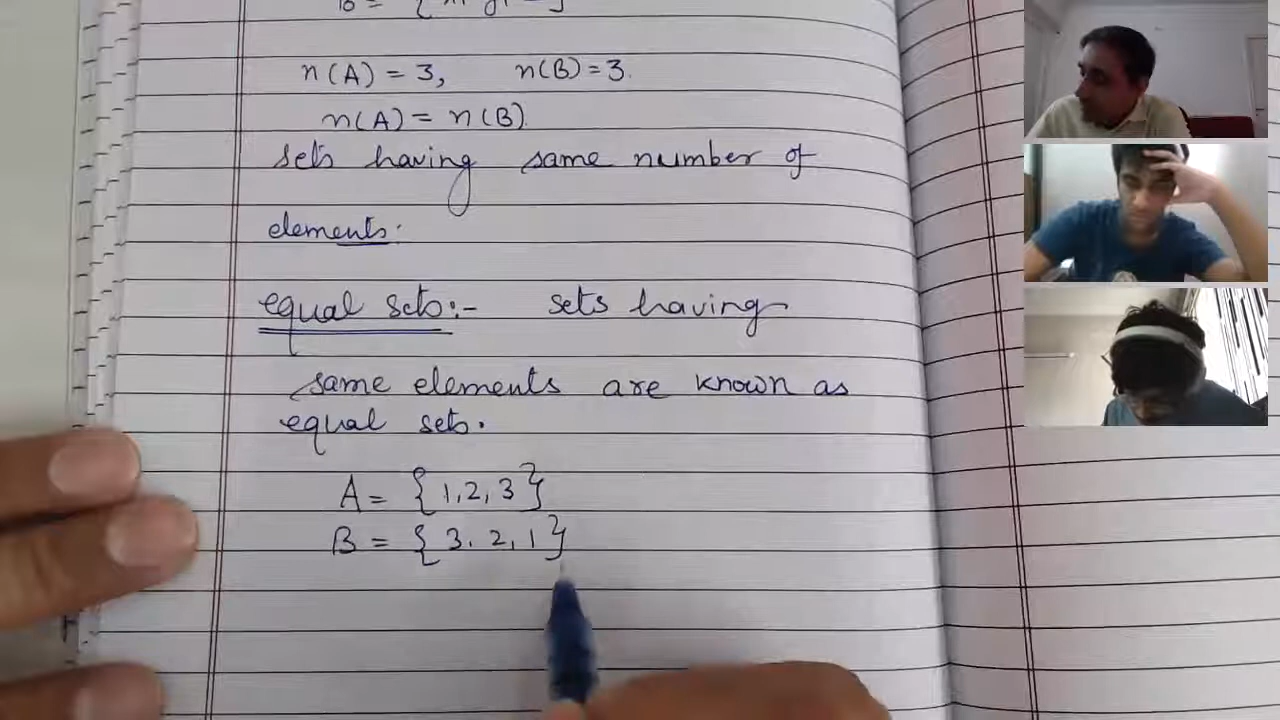 n(A) = 3, n(B) = 3.
n(A) = n(B)
sets having same number of
elements.
equal sets:- sets having
same elements are known as
equal sets.
A = {1,2,3}
B = {3, 2, 1}